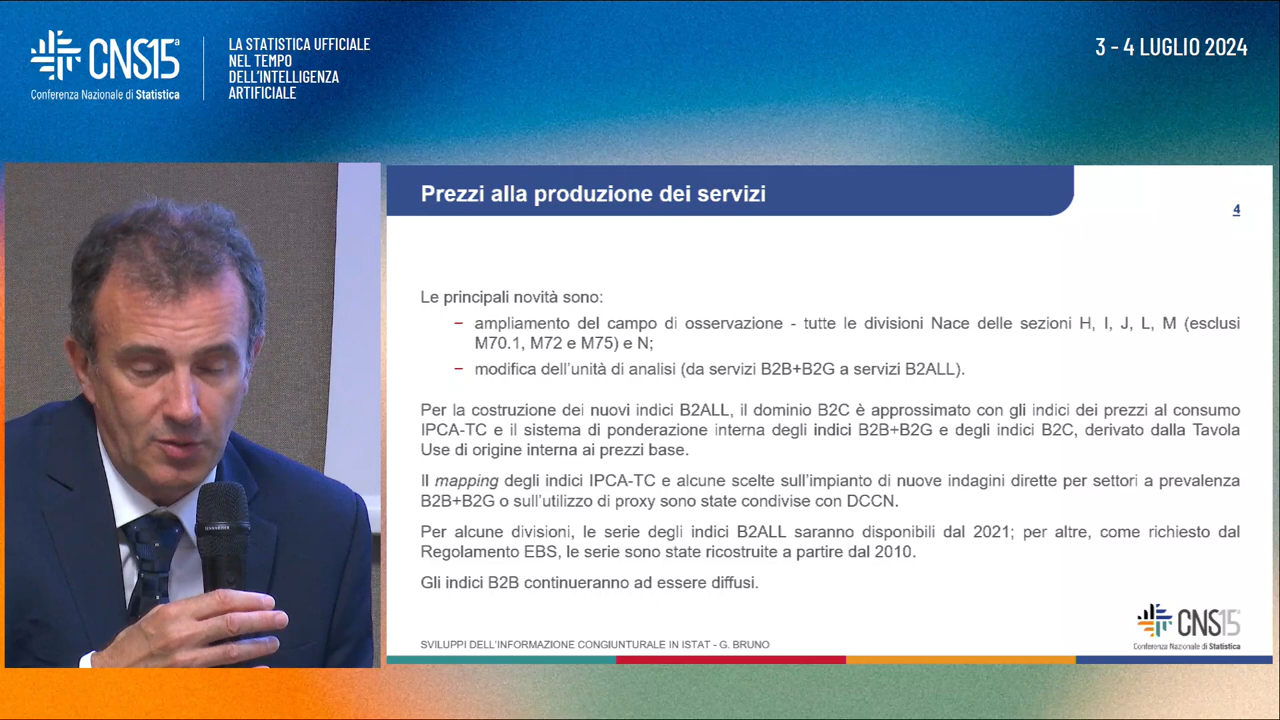 CNS15ª
Conferenza Nazionale di Statistica
LA STATISTICA UFFICIALE
NEL TEMPO
DELL'INTELLIGENZA
ARTIFICIALE
3 - 4 LUGLIO 2024
Prezzi alla produzione dei servizi
4
Le principali novità sono:
– ampliamento del campo di osservazione - tutte le divisioni Nace delle sezioni H, I, J, L, M (esclusi
M70.1, M72 e M75) e N;
– modifica dell'unità di analisi (da servizi B2B+B2G a servizi B2ALL).
Per la costruzione dei nuovi indici B2ALL, il dominio B2C è approssimato con gli indici dei prezzi al consumo
IPCA-TC e il sistema di ponderazione interna degli indici B2B+B2G e degli indici B2C, derivato dalla Tavola
Use di origine interna ai prezzi base.
Il mapping degli indici IPCA-TC e alcune scelte sull'impianto di nuove indagini dirette per settori a prevalenza
B2B+B2G o sull'utilizzo di proxy sono state condivise con DCCN.
Per alcune divisioni, le serie degli indici B2ALL saranno disponibili dal 2021; per altre, come richiesto dal
Regolamento EBS, le serie sono state ricostruite a partire dal 2010.
Gli indici B2B continueranno ad essere diffusi.
SVILUPPI DELL'INFORMAZIONE CONGIUNTURALE IN ISTAT - G. BRUNO
CNS15
Conferenza Nazionale di Statistica